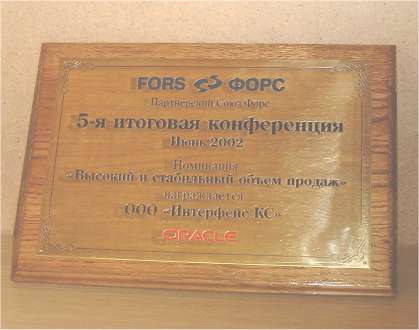 FORS ФОРС
Партнерский Союз Форс
5-я итоговая конференция
Июнь 2002
Номинация
«Высокий и стабильный объем продаж»
награждается
ООО «Интерфейс КС»
ORACLE